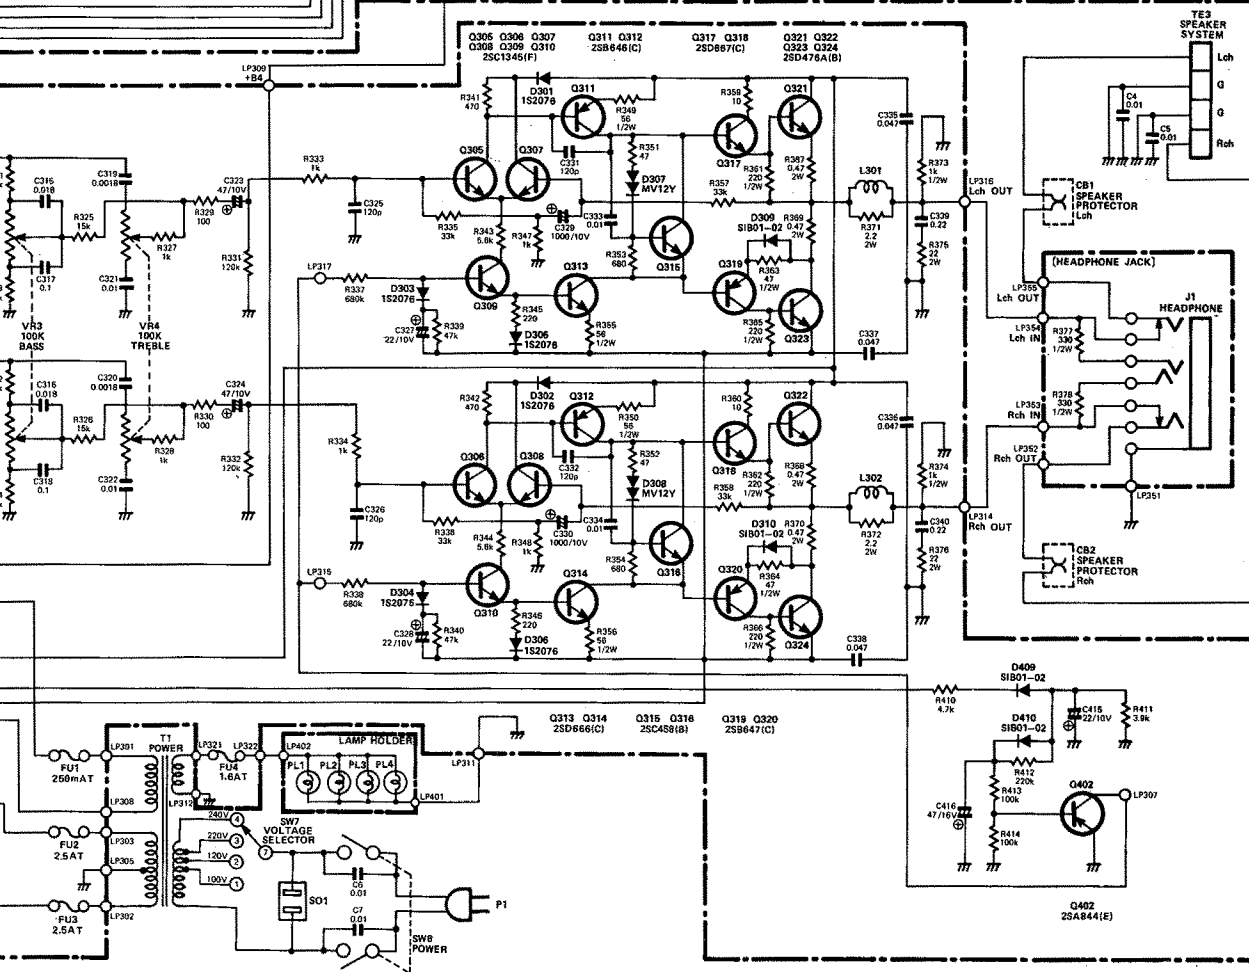 Q305 Q306 Q307
Q308 Q309 Q310
2SC1345(F)
Q311 Q312
2SB646(C)
Q317 Q318
2SD667(C)
Q321 Q322
Q323 Q324
2SD476A(B)
TE3
SPEAKER
SYSTEM
Lch
G
G
Rch
C4
0.01
C5
0.01
LP309
+B4
R341
470
D301
1S2076
Q311
R349
56
1/2W
R359
10
Q321
C335
0.047
C331
120p
R351
47
Q317
Q305
Q307
R333
1k
C325
120p
D307
MV12Y
R361
220
1/2W
R367
0.47
2W
L301
R373
1k
1/2W
LP316
Lch OUT
CB1
SPEAKER
PROTECTOR
Lch
C315
0.018
C319
0.0018
C323
47/10V
R325
15k
R329
100
R327
1k
C317
0.1
C321
0.01
R331
120k
R335
33k
R343
5.6k
R347
1k
C329
1000/10V
C333
0.01
R357
33k
D309
SIB01-02
R369
0.47
2W
R371
2.2
2W
C339
0.22
R375
22
2W
R353
680
Q315
Q319
R363
47
1/2W
LP317
R337
680k
D303
1S2076
Q309
Q313
C327
22/10V
R339
47k
R345
220
D306
1S2076
R355
56
1/2W
R365
220
1/2W
Q323
C337
0.047
VR3
100K
BASS
VR4
100K
TREBLE
(HEADPHONE JACK)
LP355
Lch OUT
LP354
Lch IN
R377
330
1/2W
J1
HEADPHONE
R378
330
1/2W
LP353
Rch IN
LP352
Rch OUT
LP351
C316
0.018
C320
0.0018
C324
47/10V
R326
15k
R330
100
R328
1k
C318
0.1
C322
0.01
R332
120k
R334
1k
C326
120p
R342
470
D302
1S2076
Q312
R350
56
1/2W
R360
10
Q322
C336
0.047
Q306
Q308
C332
120p
R352
47
D308
MV12Y
Q318
R362
220
1/2W
R368
0.47
2W
R358
33k
L302
R374
1k
1/2W
LP314
Rch OUT
R338
33k
R344
5.6k
R348
1k
C330
1000/10V
C334
0.01
D310
SIB01-02
R370
0.47
2W
R372
2.2
2W
C340
0.22
R376
22
2W
R354
680
Q316
Q320
R364
47
1/2W
LP315
R338
680k
D304
1S2076
Q310
Q314
C328
22/10V
R340
47k
R346
220
D306
1S2076
R356
56
1/2W
R366
220
1/2W
Q324
C338
0.047
CB2
SPEAKER
PROTECTOR
Rch
Q313 Q314
2SD666(C)
Q315 Q316
2SC458(B)
Q319 Q320
2SB647(C)
D409
SIB01-02
R410
4.7k
D410
SIB01-02
C415
22/10V
R411
3.9k
R412
220k
R413
100k
Q402
LP307
C416
47/16V
R414
100k
Q402
2SA844(E)
T1
POWER
LP301
LP321
LP322
LP402
LAMP HOLDER
PL1
PL2
PL3
PL4
LP401
LP311
FU1
250mAT
FU4
1.6AT
LP308
LP312
FU2
2.5AT
LP303
LP305
LP302
FU3
2.5AT
240V
4
220V
3
120V
2
100V
1
7
SW7
VOLTAGE
SELECTOR
SO1
C6
0.01
C7
0.01
P1
SW8
POWER